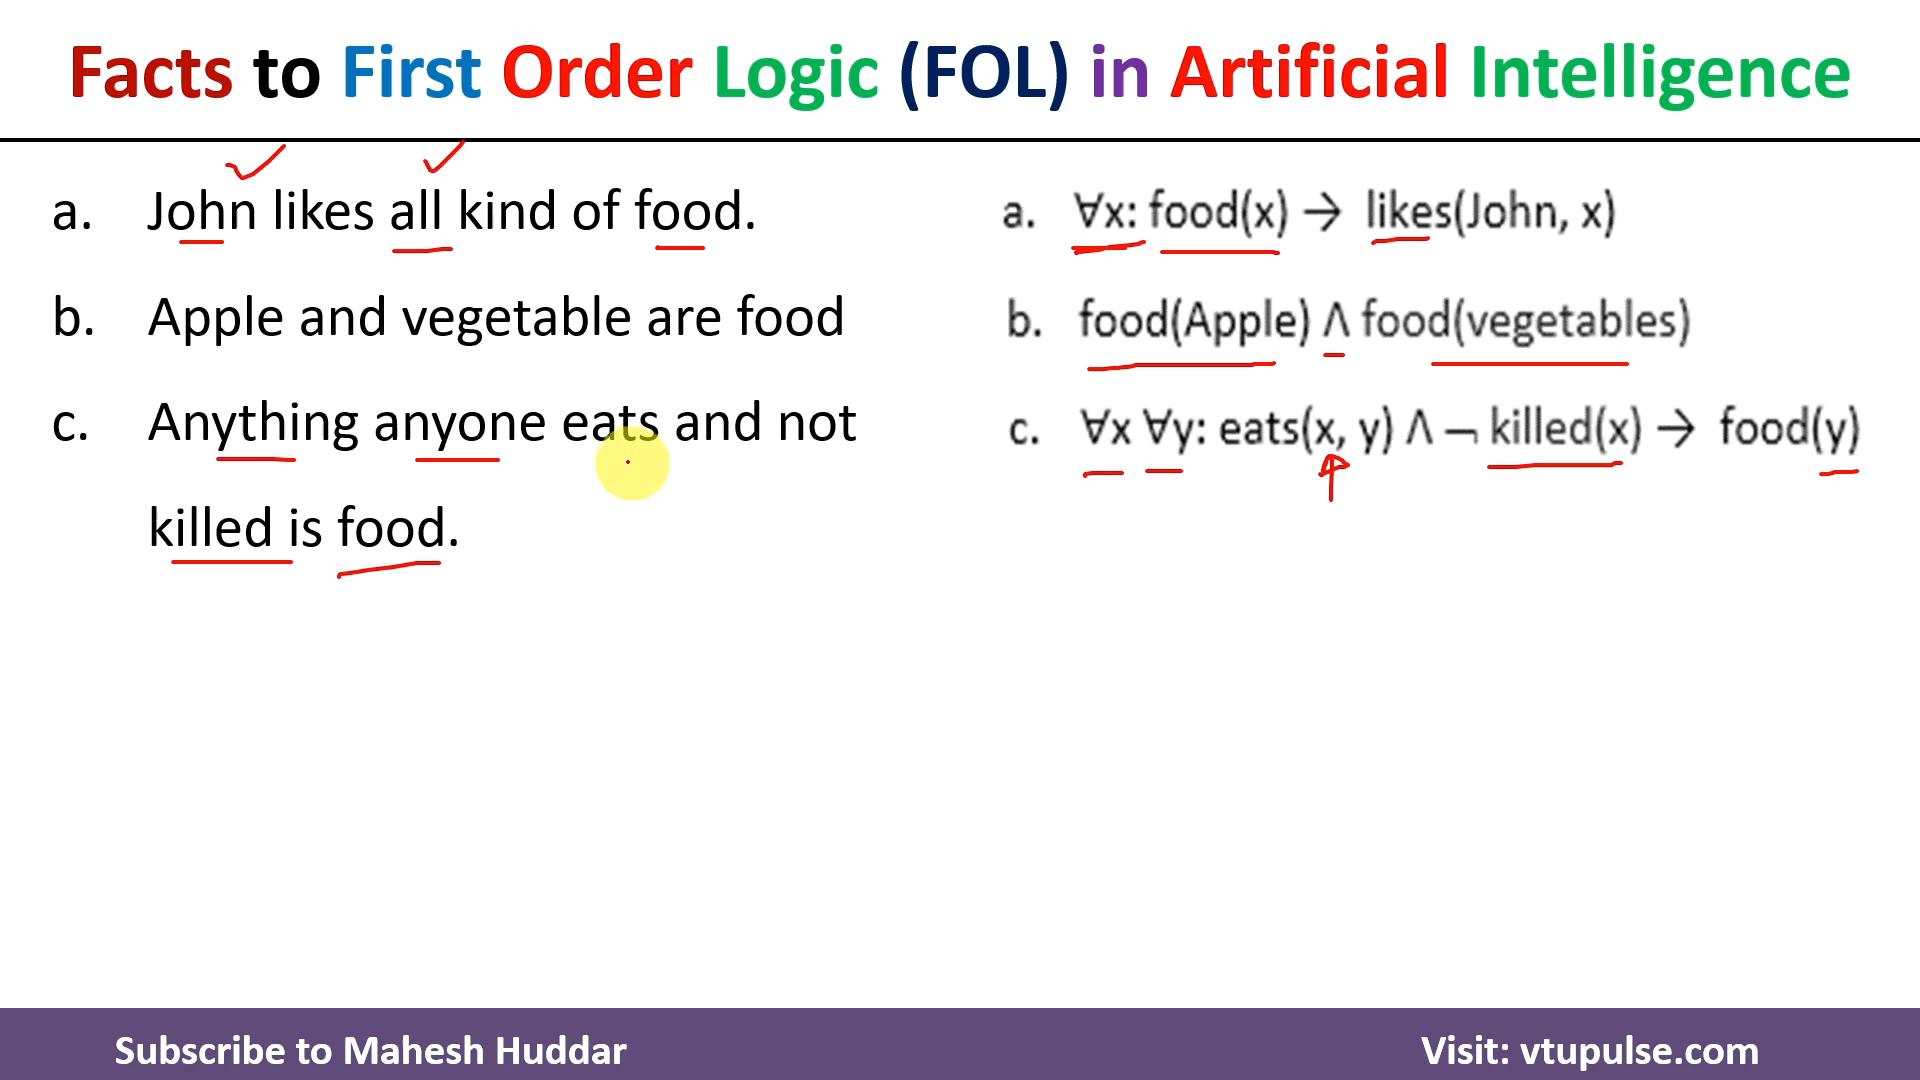 Facts to First Order Logic (FOL) in Artificial Intelligence
a. John likes all kind of food.
b. Apple and vegetable are food
c. Anything anyone eats and not
killed is food.
a. ∀x: food(x) → likes(John, x)
b. food(Apple) Λ food(vegetables)
c. ∀x ∀y: eats(x, y) Λ ¬ killed(x) → food(y)
Subscribe to Mahesh Huddar
Visit: vtupulse.com